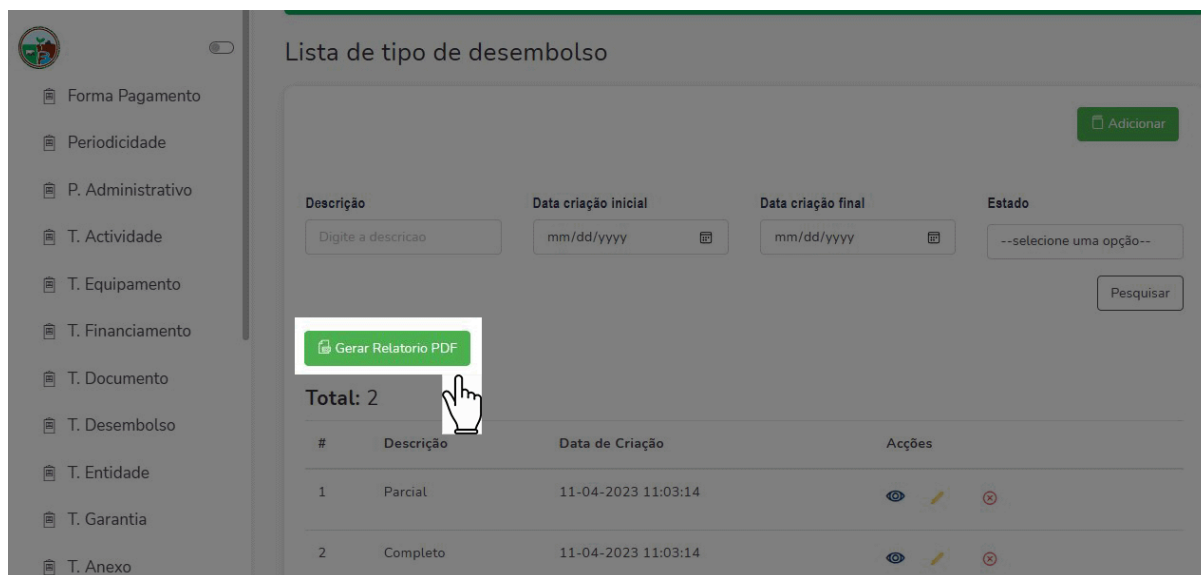 Lista de tipo de desembolso
Forma Pagamento
Periodicidade
P. Administrativo
T. Actividade
T. Equipamento
T. Financiamento
T. Documento
T. Desembolso
T. Entidade
T. Garantia
T. Anexo
Adicionar
Descrição Data criação inicial Data criação final Estado
Digite a descricao mm/dd/yyyy mm/dd/yyyy --selecione uma opção--
Pesquisar
Gerar Relatorio PDF
Total: 2
# Descrição Data de Criação Acções
1 Parcial 11-04-2023 11:03:14
2 Completo 11-04-2023 11:03:14